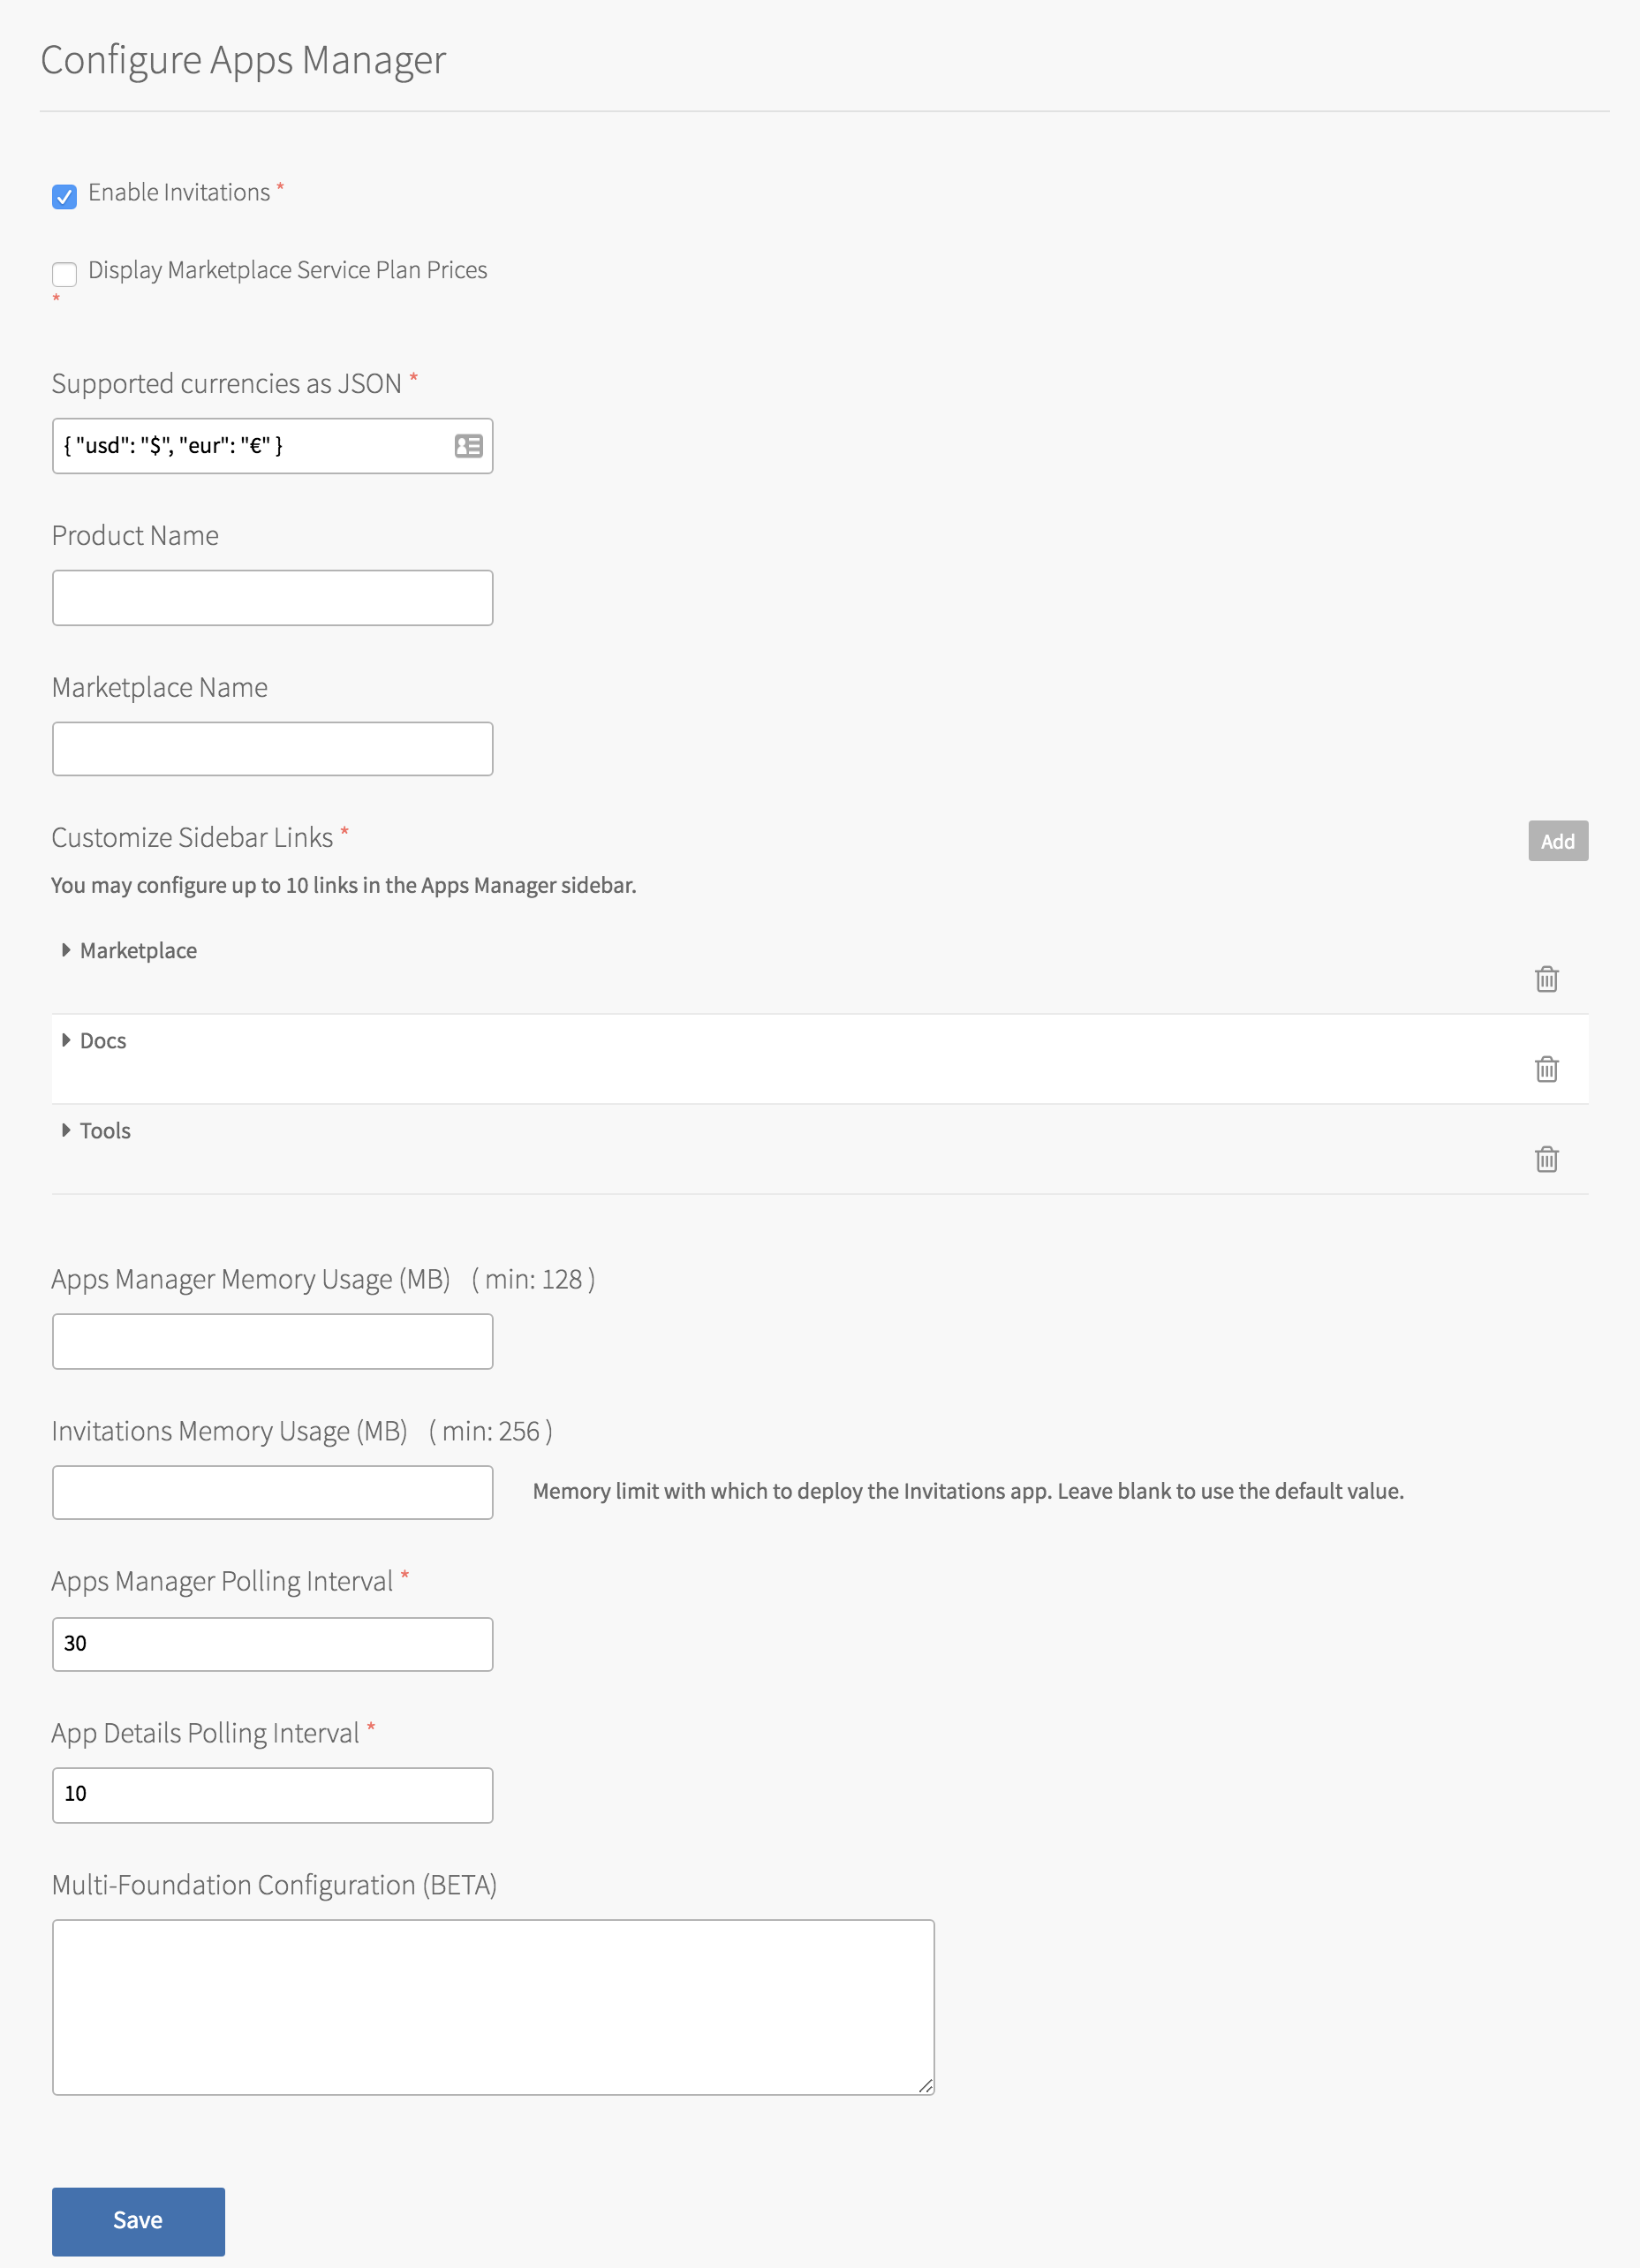 Configure Apps Manager
Enable Invitations *
Display Marketplace Service Plan Prices
*
Supported currencies as JSON *
{ "usd": "$", "eur": "€" }
Product Name
Marketplace Name
Customize Sidebar Links *
Add
You may configure up to 10 links in the Apps Manager sidebar.
Marketplace
Docs
Tools
Apps Manager Memory Usage (MB) ( min: 128 )
Invitations Memory Usage (MB) ( min: 256 )
Memory limit with which to deploy the Invitations app. Leave blank to use the default value.
Apps Manager Polling Interval *
30
App Details Polling Interval *
10
Multi-Foundation Configuration (BETA)
Save